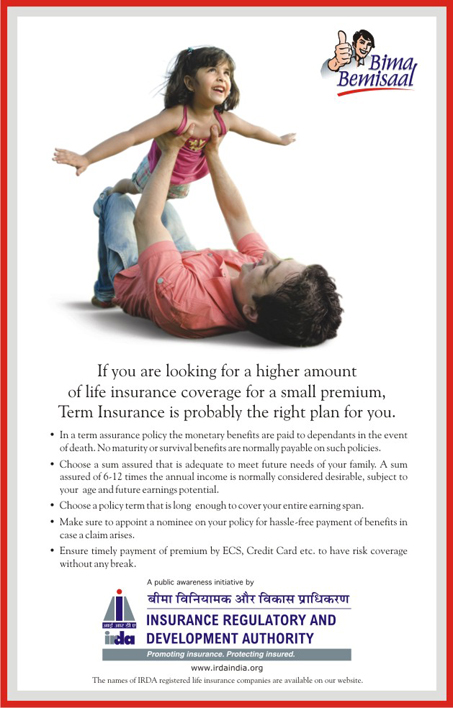 Bima
Bemisaal
If you are looking for a higher amount
of life insurance coverage for a small premium,
Term Insurance is probably the right plan for you.
• In a term assurance policy the monetary benefits are paid to dependants in the event
of death. No maturity or survival benefits are normally payable on such policies.
• Choose a sum assured that is adequate to meet future needs of your family. A sum
assured of 6-12 times the annual income is normally considered desirable, subject to
your age and future earnings potential.
• Choose a policy term that is long enough to cover your entire earning span.
• Make sure to appoint a nominee on your policy for hassle-free payment of benefits in
case a claim arises.
• Ensure timely payment of premium by ECS, Credit Card etc. to have risk coverage
without any break.
A public awareness initiative by
बीमा विनियामक और विकास प्राधिकरण
INSURANCE REGULATORY AND
DEVELOPMENT AUTHORITY
आई आर डी ए
irda
Promoting insurance. Protecting insured.
www.irdaindia.org
The names of IRDA registered life insurance companies are available on our website.